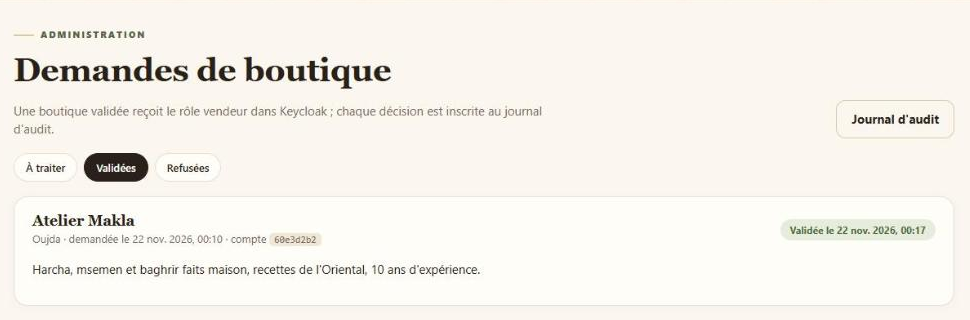 ADMINISTRATION
Demandes de boutique
Une boutique validée reçoit le rôle vendeur dans Keycloak ; chaque décision est inscrite au journal
d'audit.
Journal d'audit
À traiter
Validées
Refusées
Atelier Makla
Oujda · demandée le 22 nov. 2026, 00:10 · compte 60e3d2b2
Validée le 22 nov. 2026, 00:17
Harcha, msemen et baghrir faits maison, recettes de l'Oriental, 10 ans d'expérience.